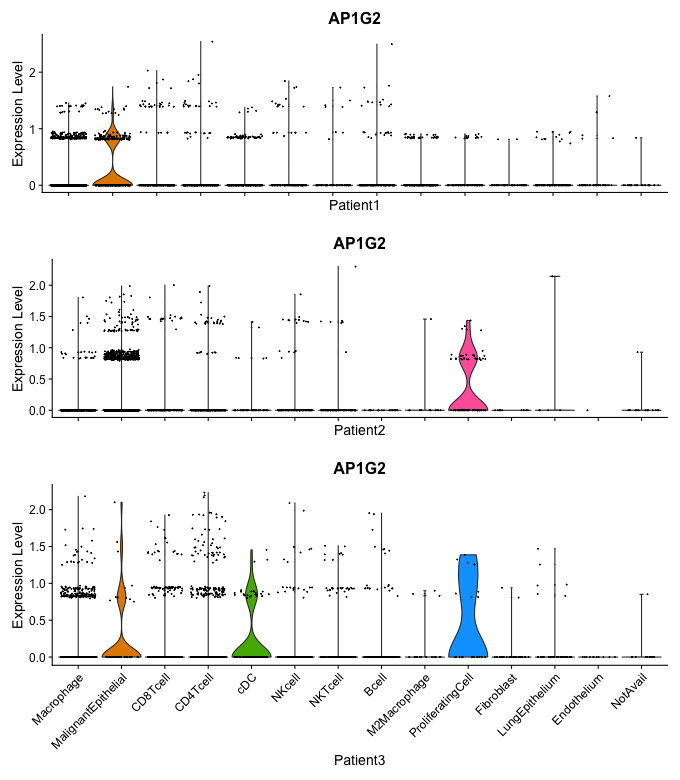 AP1G2
Expression Level
2
1
0
Patient1
AP1G2
Expression Level
2.0
1.5
1.0
0.5
0.0
Patient2
AP1G2
Expression Level
2.0
1.5
1.0
0.5
0.0
Macrophage
MalignantEpithelial
CD8Tcell
CD4Tcell
cDC
NKcell
NKTcell
Bcell
M2Macrophage
ProliferatingCell
Fibroblast
LungEpithelium
Endothelium
NotAvail
Patient3